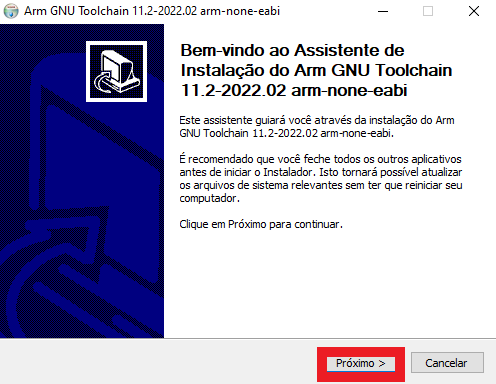 Arm GNU Toolchain 11.2-2022.02 arm-none-eabi
Bem-vindo ao Assistente de
Instalação do Arm GNU Toolchain
11.2-2022.02 arm-none-eabi
Este assistente guiará você através da instalação do Arm
GNU Toolchain 11.2-2022.02 arm-none-eabi.
É recomendado que você feche todos os outros aplicativos
antes de iniciar o Instalador. Isto tornará possível atualizar
os arquivos de sistema relevantes sem ter que reiniciar seu
computador.
Clique em Próximo para continuar.
Próximo >
Cancelar